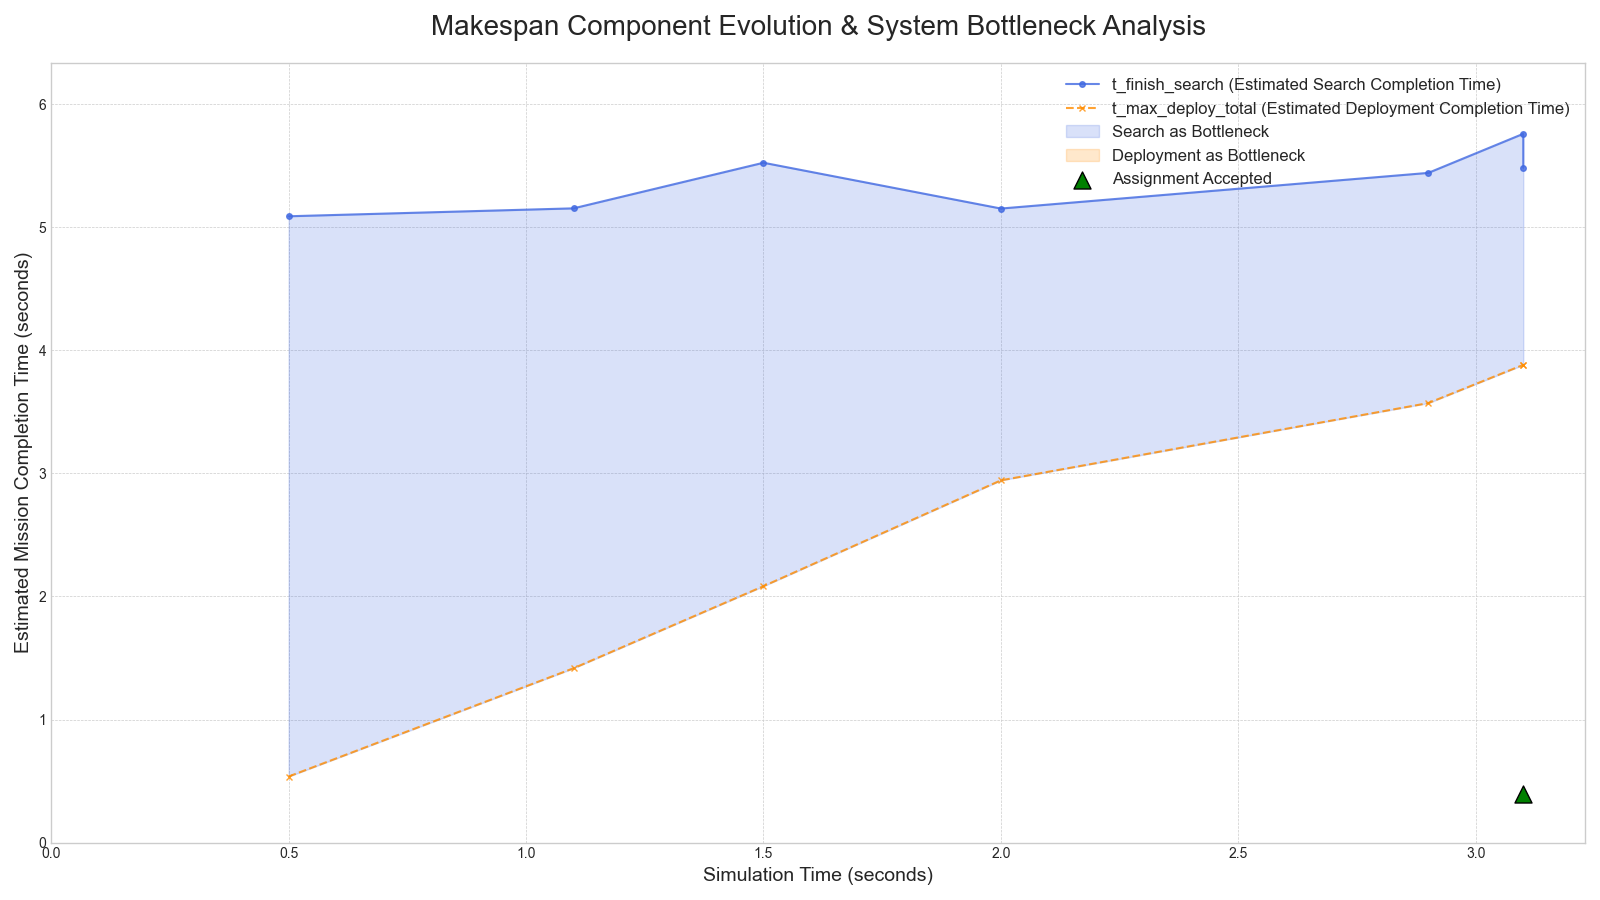 Makespan Component Evolution & System Bottleneck Analysis
t_finish_search (Estimated Search Completion Time)
t_max_deploy_total (Estimated Deployment Completion Time)
Search as Bottleneck
Deployment as Bottleneck
Assignment Accepted
Estimated Mission Completion Time (seconds)
6
5
4
3
2
1
0
0.0 0.5 1.0 1.5 2.0 2.5 3.0
Simulation Time (seconds)